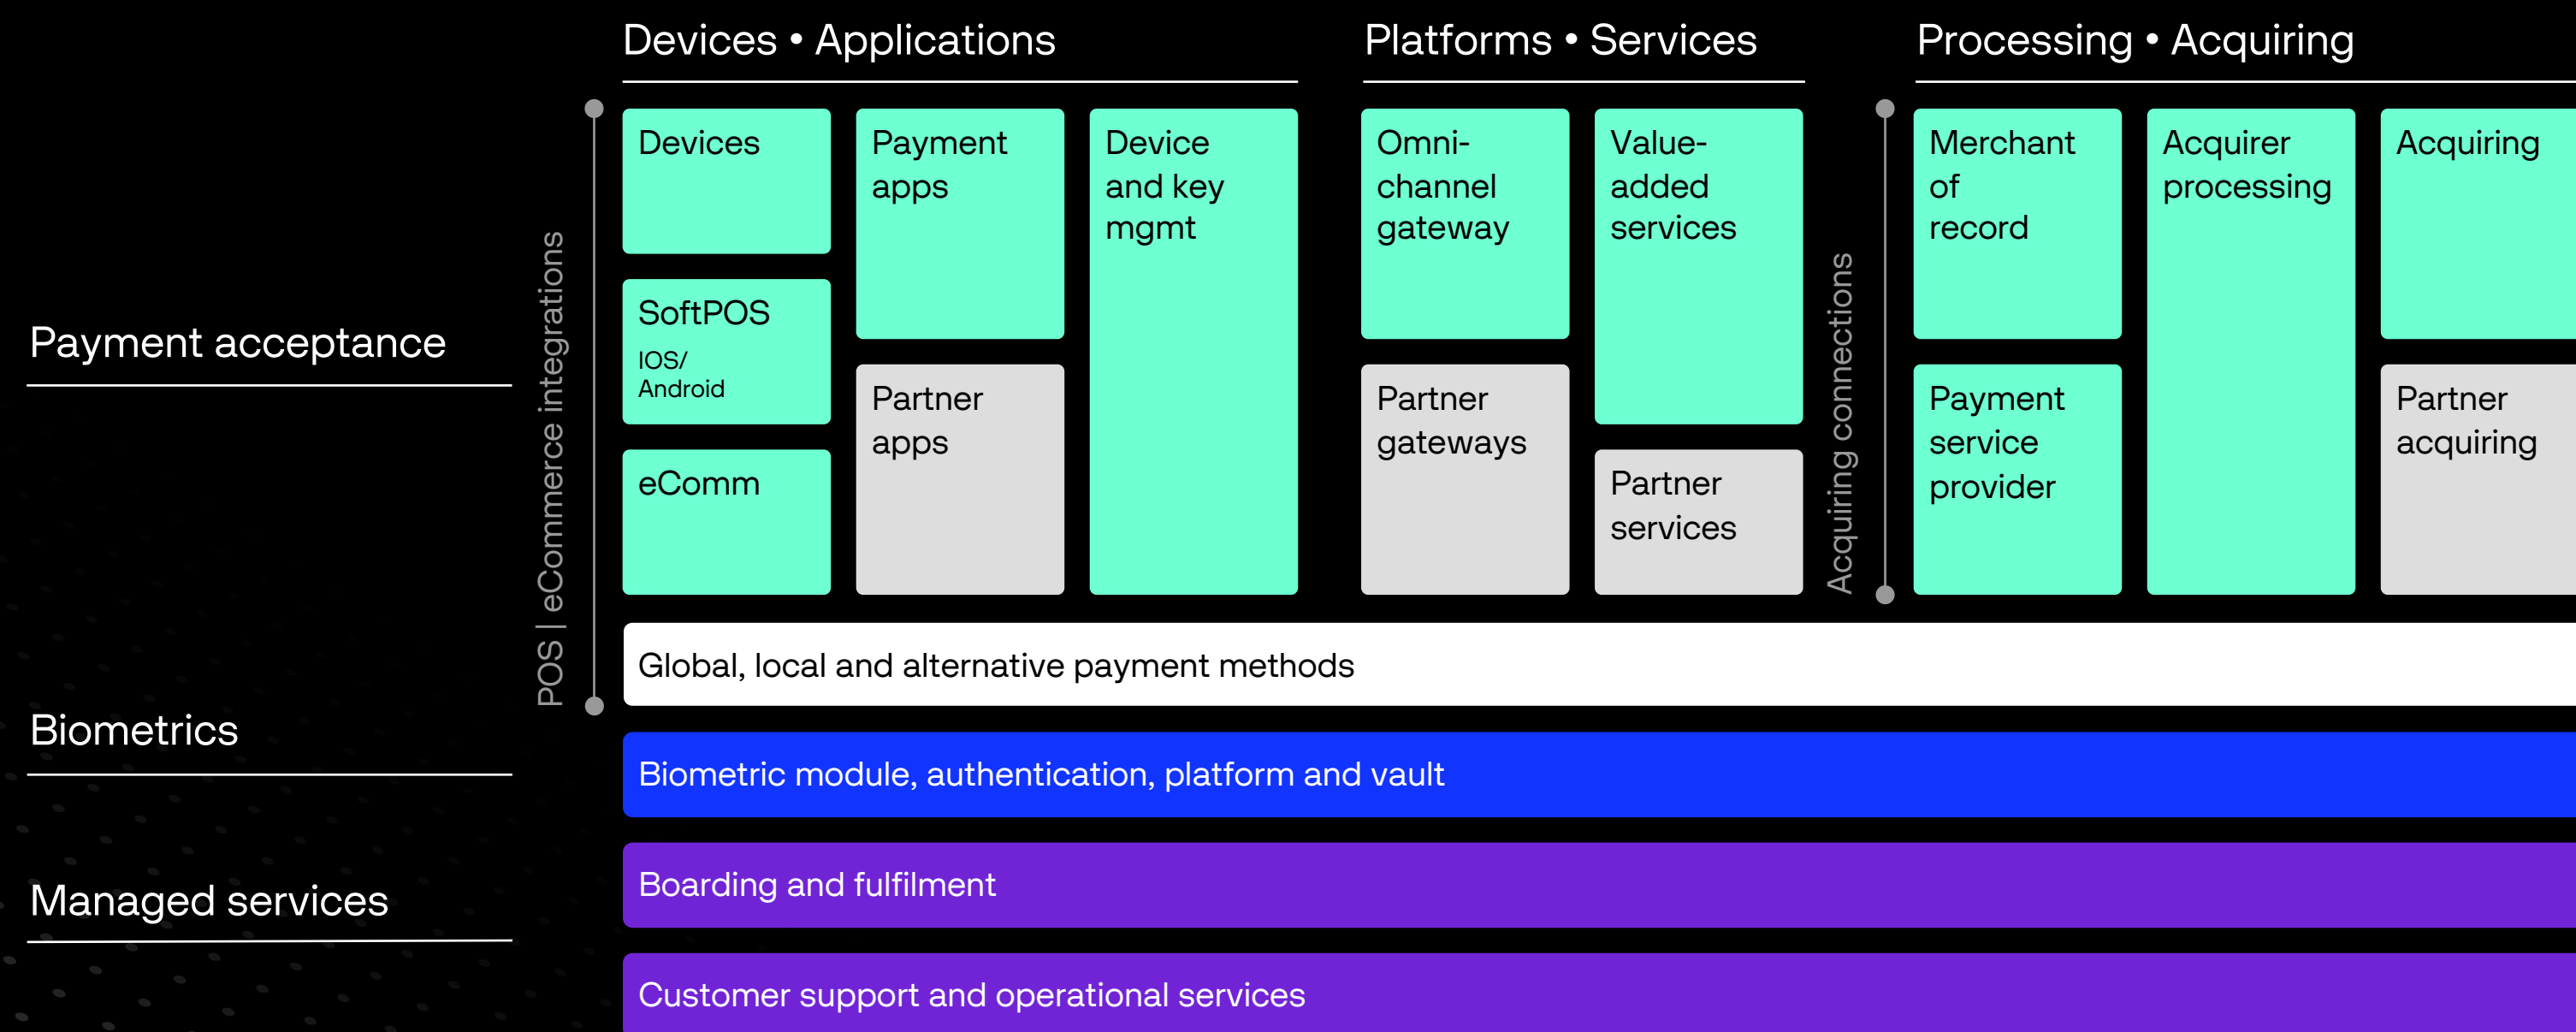 Devices • Applications
Platforms • Services
Processing • Acquiring
Payment acceptance
Biometrics
Managed services
POS | eCommerce integrations
Devices
SoftPOS
IOS/
Android
eComm
Payment
apps
Partner
apps
Device
and key
mgmt
Omni-
channel
gateway
Partner
gateways
Value-
added
services
Partner
services
Acquiring connections
Merchant
of
record
Payment
service
provider
Acquirer
processing
Acquiring
Partner
acquiring
Global, local and alternative payment methods
Biometric module, authentication, platform and vault
Boarding and fulfilment
Customer support and operational services